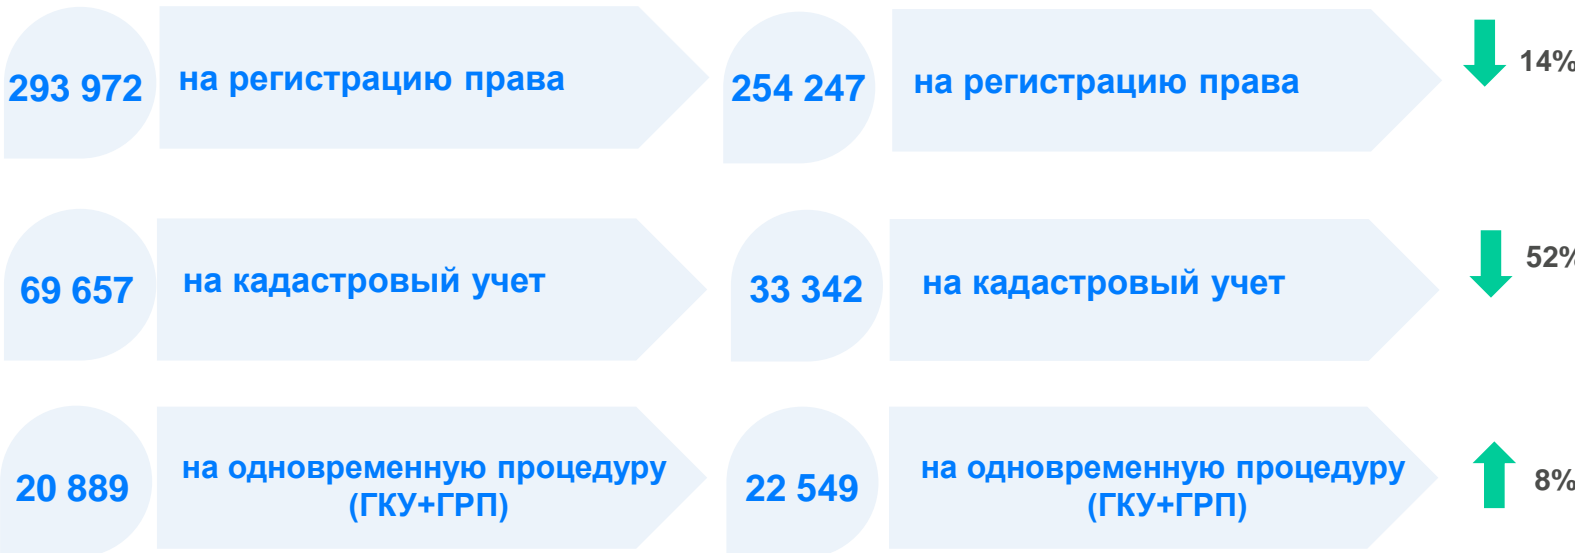 293 972
на регистрацию права
254 247
на регистрацию права
14%
69 657
на кадастровый учет
33 342
на кадастровый учет
52%
20 889
на одновременную процедуру
(ГКУ+ГРП)
22 549
на одновременную процедуру
(ГКУ+ГРП)
8%